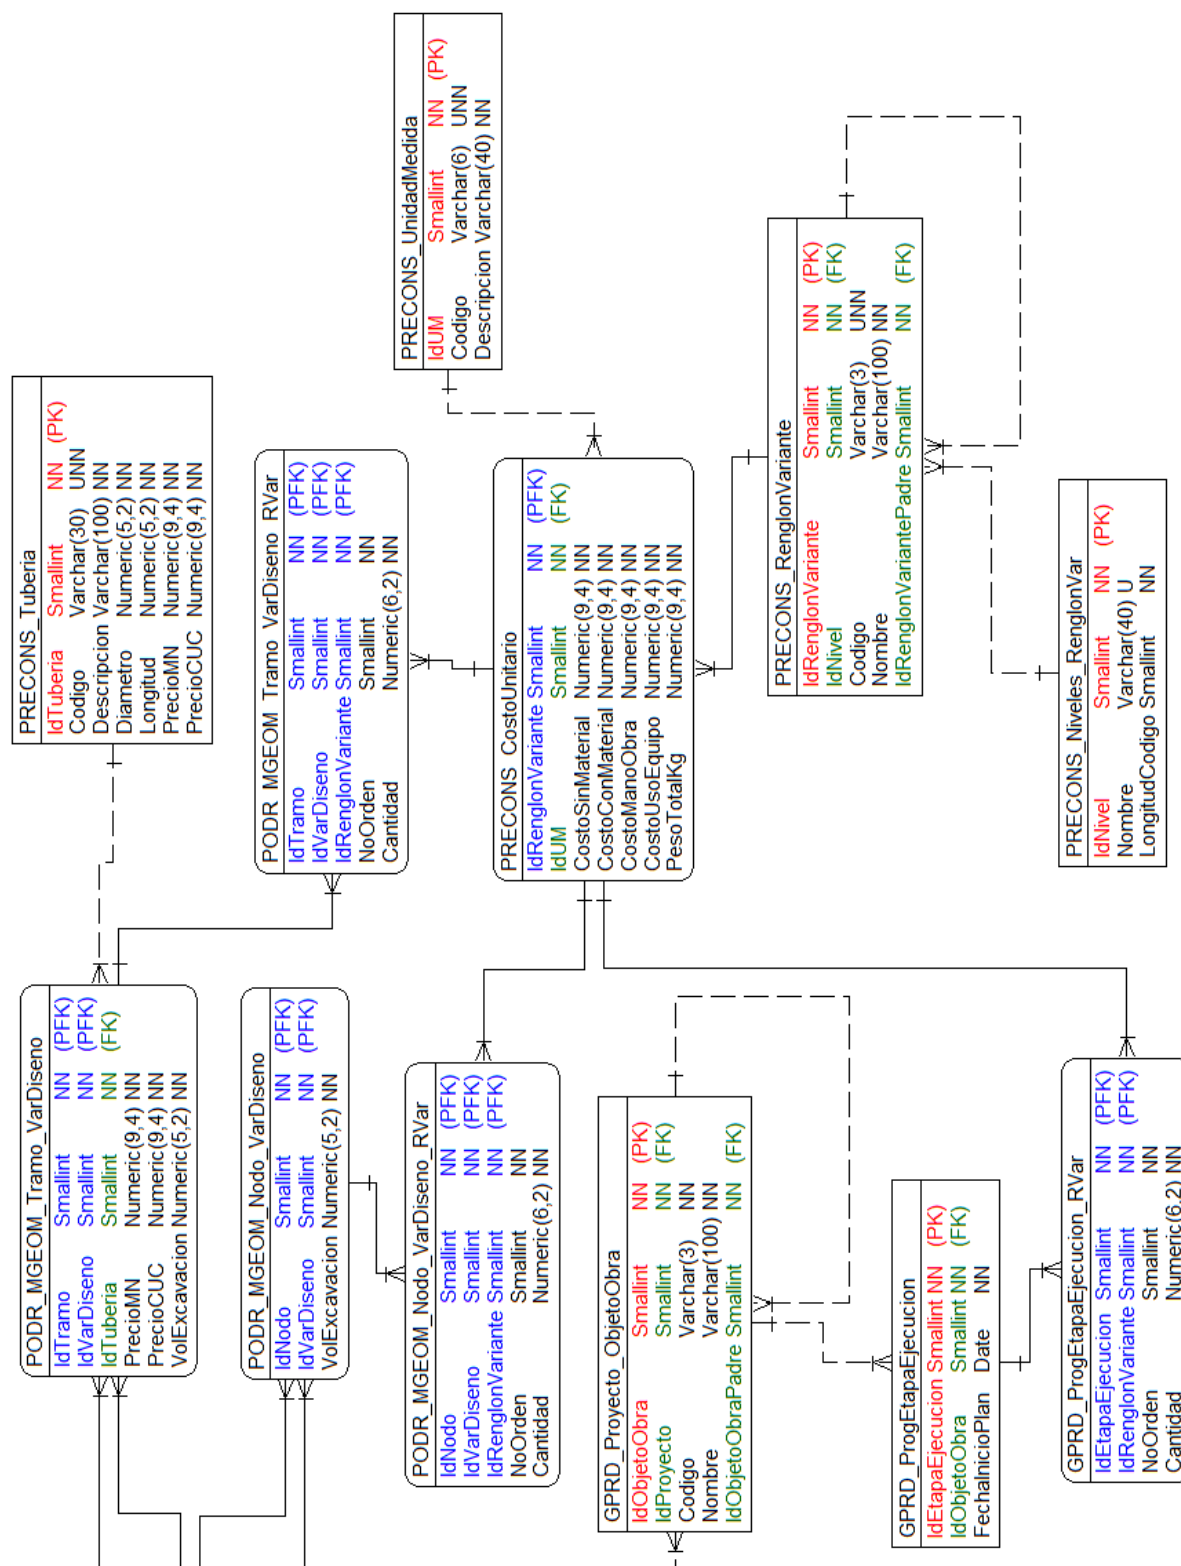 PRECONS_Tuberia
IdTuberia Smallint NN (PK)
Codigo Varchar(30) UNN
Descripcion Varchar(100) NN
Diametro Numeric(5,2) NN
Longitud Numeric(5,2) NN
PrecioMN Numeric(9,4) NN
PrecioCUC Numeric(9,4) NN
PRECONS_UnidadMedida
IdUM Smallint NN (PK)
Codigo Varchar(6) UNN
Descripcion Varchar(40) NN
PODR_MGEOM_Tramo_VarDiseno
IdTramo Smallint NN (PFK)
IdVarDiseno Smallint NN (PFK)
IdTuberia Smallint NN (FK)
PrecioMN Numeric(9,4) NN
PrecioCUC Numeric(9,4) NN
VolExcavacion Numeric(5,2) NN
PODR_MGEOM_Tramo_VarDiseno_RVar
IdTramo Smallint NN (PFK)
IdVarDiseno Smallint NN (PFK)
IdRenglonVariante Smallint NN (PFK)
NoOrden Smallint NN
Cantidad Numeric(6,2) NN
PODR_MGEOM_Nodo_VarDiseno
IdNodo Smallint NN (PFK)
IdVarDiseno Smallint NN (PFK)
VolExcavacion Numeric(5,2) NN
PODR_MGEOM_Nodo_VarDiseno_RVar
IdNodo Smallint NN (PFK)
IdVarDiseno Smallint NN (PFK)
IdRenglonVariante Smallint NN (PFK)
NoOrden Smallint NN
Cantidad Numeric(6,2) NN
PRECONS_CostoUnitario
IdRenglonVariante Smallint NN (PFK)
IdUM Smallint NN (FK)
CostoSinMaterial Numeric(9,4) NN
CostoConMaterial Numeric(9,4) NN
CostoManoObra Numeric(9,4) NN
CostoUsoEquipo Numeric(9,4) NN
PesoTotalKg Numeric(9,4) NN
PRECONS_RenglonVariante
IdRenglonVariante Smallint NN (PK)
IdNivel Smallint NN (FK)
Codigo Varchar(3) UNN
Nombre Varchar(100) NN
IdRenglonVariantePadre Smallint NN (FK)
GPRD_Proyecto_ObjetoObra
IdObjetoObra Smallint NN (PK)
IdProyecto Smallint NN (FK)
Codigo Varchar(3) NN
Nombre Varchar(100) NN
IdObjetoObraPadre Smallint NN (FK)
GPRD_ProgEtapaEjecucion
IdEtapaEjecucion Smallint NN (PK)
IdObjetoObra Smallint NN (FK)
FechaInicioPlan Date NN
PRECONS_Niveles_RenglonVar
IdNivel Smallint NN (PK)
Nombre Varchar(40) U
LongitudCodigo Smallint NN
GPRD_ProgEtapaEjecucion_RVar
IdEtapaEjecucion Smallint NN (PFK)
IdRenglonVariante Smallint NN (PFK)
NoOrden Smallint NN
Cantidad Numeric(6,2) NN